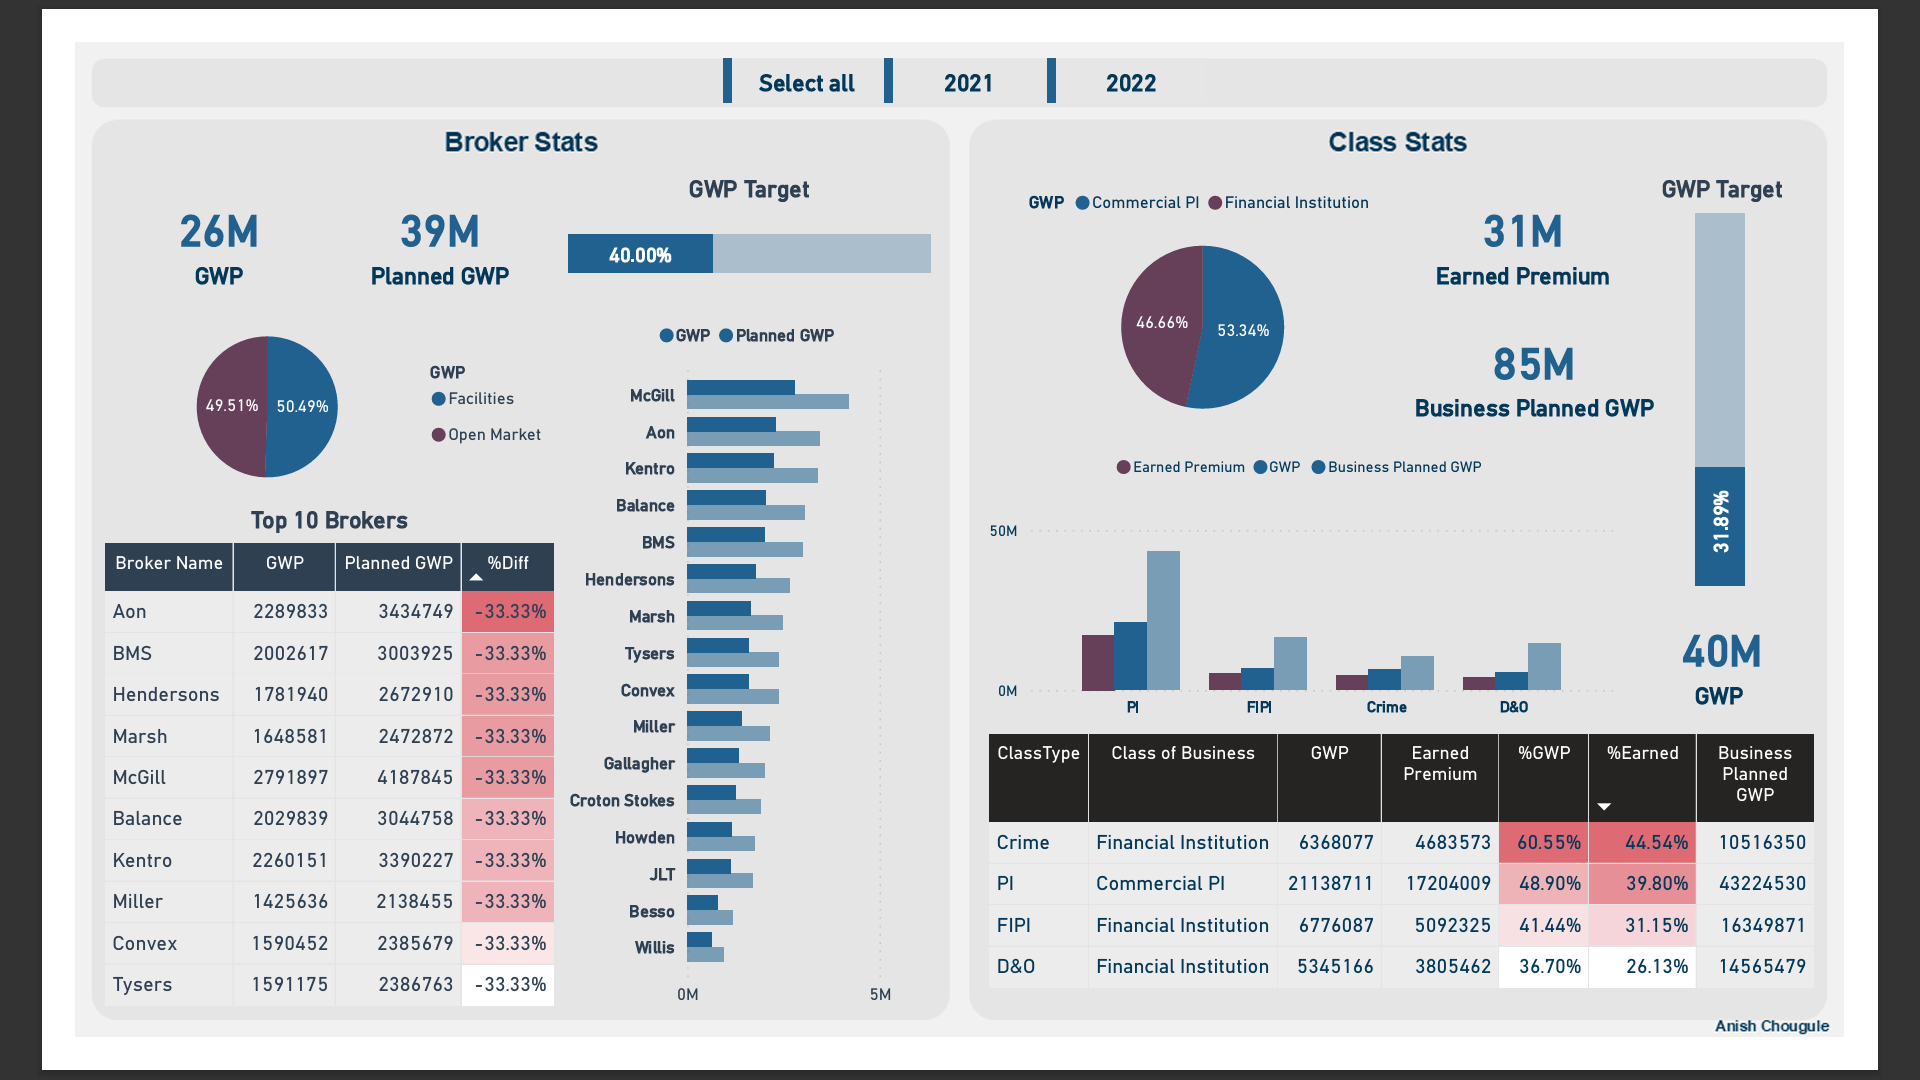 Select all
2021
2022
Broker Stats
26M
GWP
39M
Planned GWP
GWP Target
40.00%
49.51%
50.49%
GWP
Facilities
Open Market
GWP Planned GWP
McGill
Aon
Kentro
Balance
BMS
Hendersons
Marsh
Tysers
Convex
Miller
Gallagher
Croton Stokes
Howden
JLT
Besso
Willis
0M
5M
Top 10 Brokers
Broker Name GWP Planned GWP %Diff
Aon 2289833 3434749 -33.33%
BMS 2002617 3003925 -33.33%
Hendersons 1781940 2672910 -33.33%
Marsh 1648581 2472872 -33.33%
McGill 2791897 4187845 -33.33%
Balance 2029839 3044758 -33.33%
Kentro 2260151 3390227 -33.33%
Miller 1425636 2138455 -33.33%
Convex 1590452 2385679 -33.33%
Tysers 1591175 2386763 -33.33%
Class Stats
GWP Commercial PI Financial Institution
46.66%
53.34%
31M
Earned Premium
85M
Business Planned GWP
GWP Target
31.89%
40M
GWP
Earned Premium GWP Business Planned GWP
50M
0M
PI
FIPI
Crime
D&O
ClassType Class of Business GWP Earned Premium %GWP %Earned Business Planned GWP
Crime Financial Institution 6368077 4683573 60.55% 44.54% 10516350
PI Commercial PI 21138711 17204009 48.90% 39.80% 43224530
FIPI Financial Institution 6776087 5092325 41.44% 31.15% 16349871
D&O Financial Institution 5345166 3805462 36.70% 26.13% 14565479
Anish Chougule